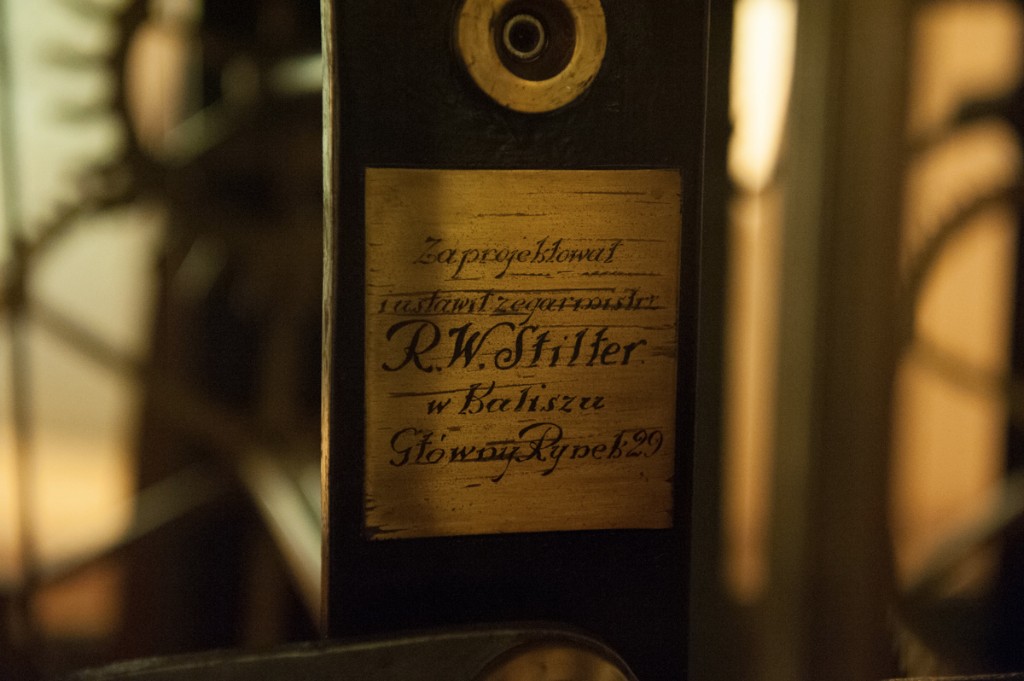 Zaprojektował
i ustawił zegarmistrz
R.W. Stilter
w Kaliszu
Główny Rynek 29